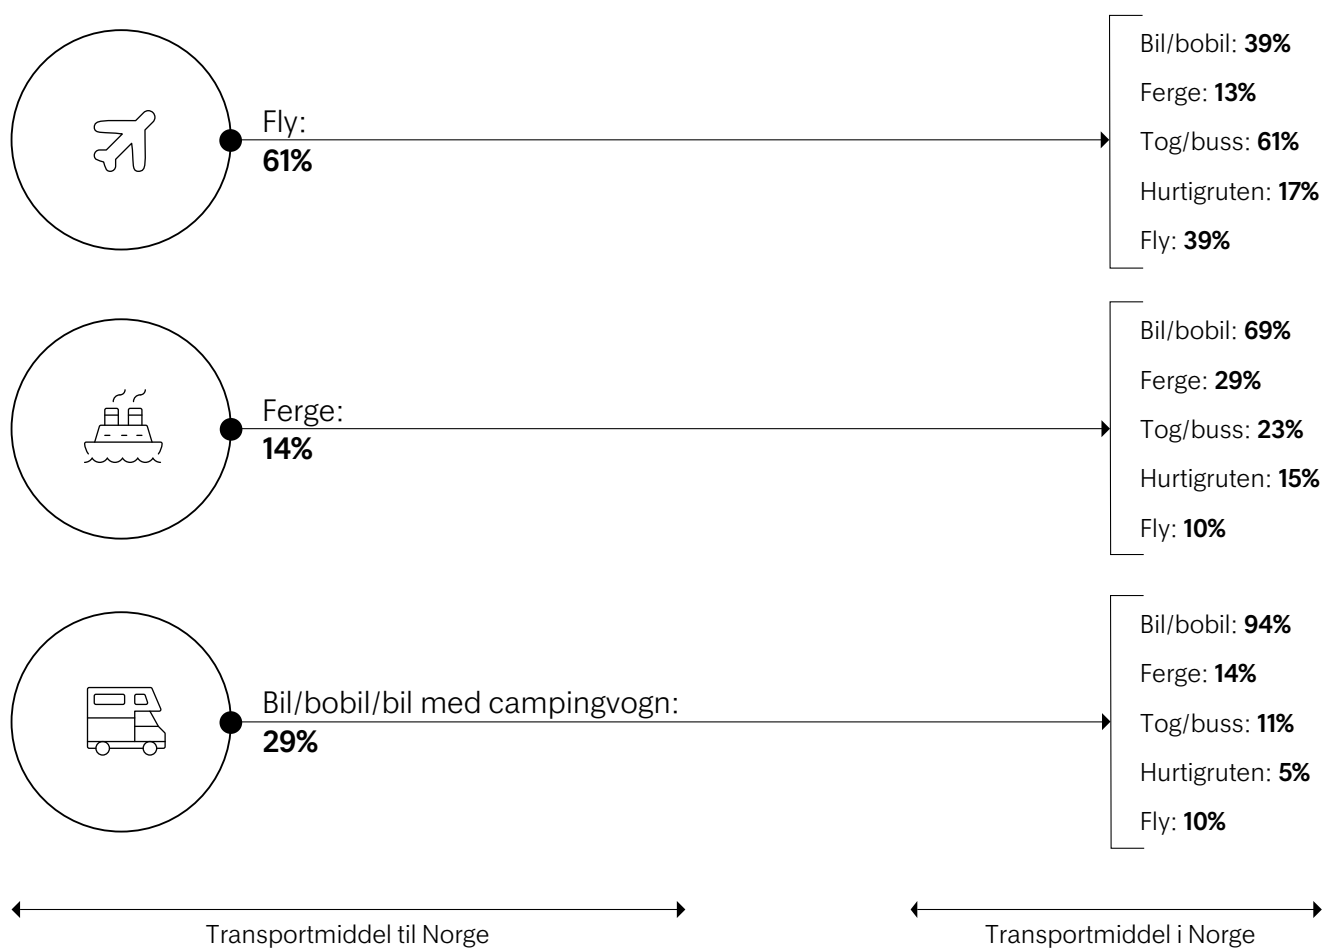 Fly:
61%
Bil/bobil: 39%
Ferge: 13%
Tog/buss: 61%
Hurtigruten: 17%
Fly: 39%
Ferge:
14%
Bil/bobil: 69%
Ferge: 29%
Tog/buss: 23%
Hurtigruten: 15%
Fly: 10%
Bil/bobil/bil med campingvogn:
29%
Bil/bobil: 94%
Ferge: 14%
Tog/buss: 11%
Hurtigruten: 5%
Fly: 10%
Transportmiddel til Norge
Transportmiddel i Norge